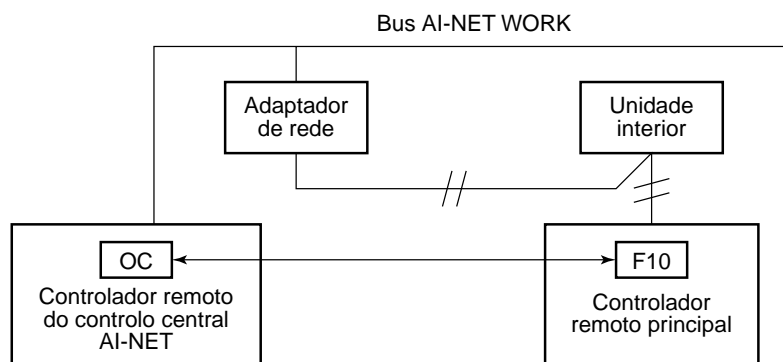 Bus AI-NET WORK
Adaptador
de rede
Unidade
interior
OC
Controlador remoto
do controlo central
AI-NET
F10
Controlador
remoto principal